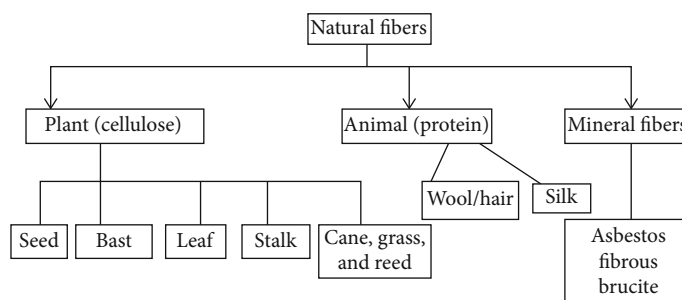 Natural fibers
Plant (cellulose)
Animal (protein)
Mineral fibers
Wool/hair
Silk
Seed
Bast
Leaf
Stalk
Cane, grass,
and reed
Asbestos
fibrous
brucite